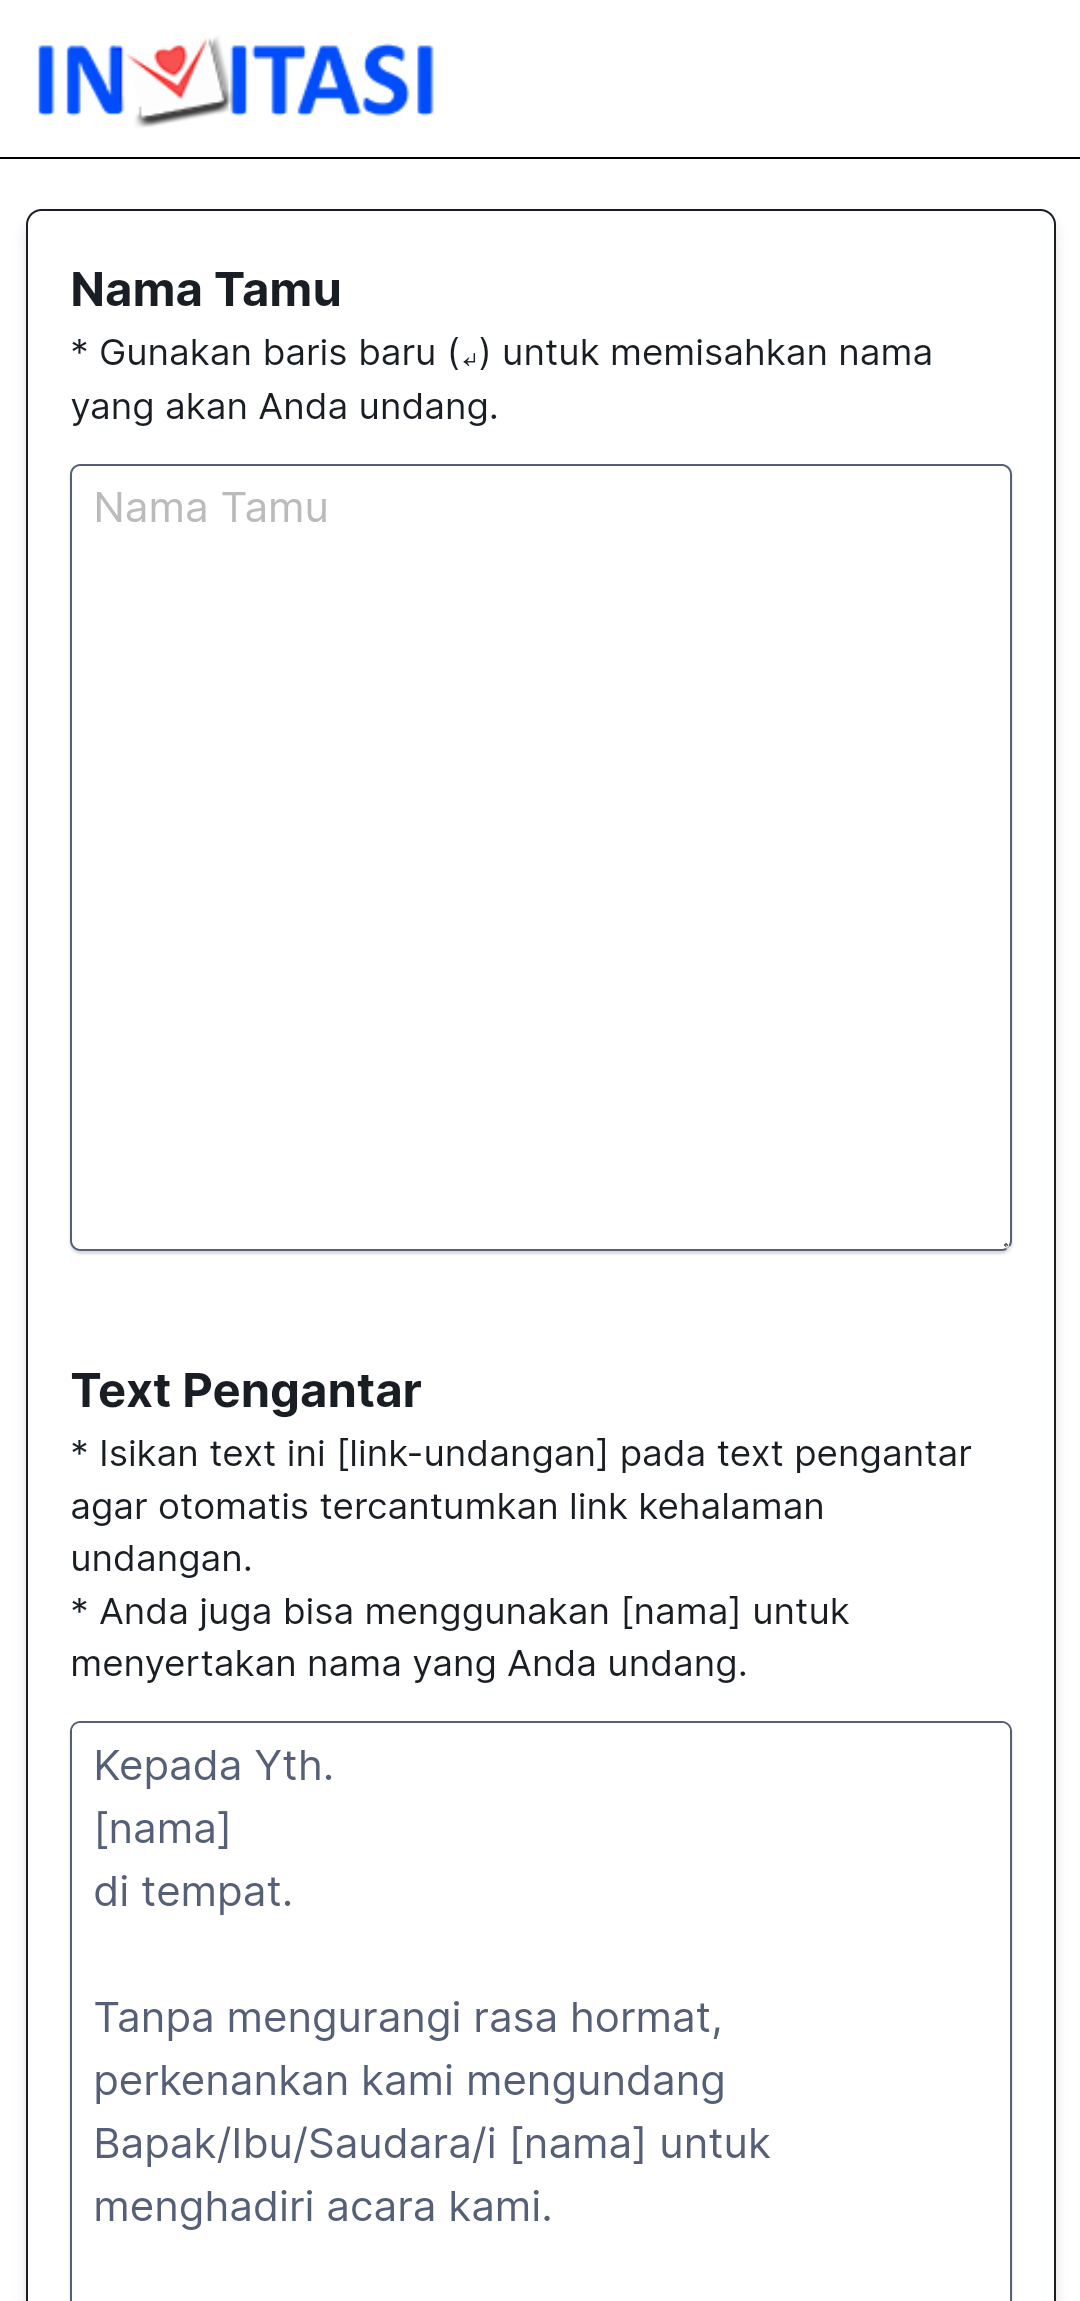 INVITASI
Nama Tamu
* Gunakan baris baru (↲) untuk memisahkan nama
yang akan Anda undang.
Nama Tamu
Text Pengantar
* Isikan text ini [link-undangan] pada text pengantar
agar otomatis tercantumkan link kehalaman
undangan.
* Anda juga bisa menggunakan [nama] untuk
menyertakan nama yang Anda undang.
Kepada Yth.
[nama]
di tempat.
Tanpa mengurangi rasa hormat,
perkenankan kami mengundang
Bapak/Ibu/Saudara/i [nama] untuk
menghadiri acara kami.